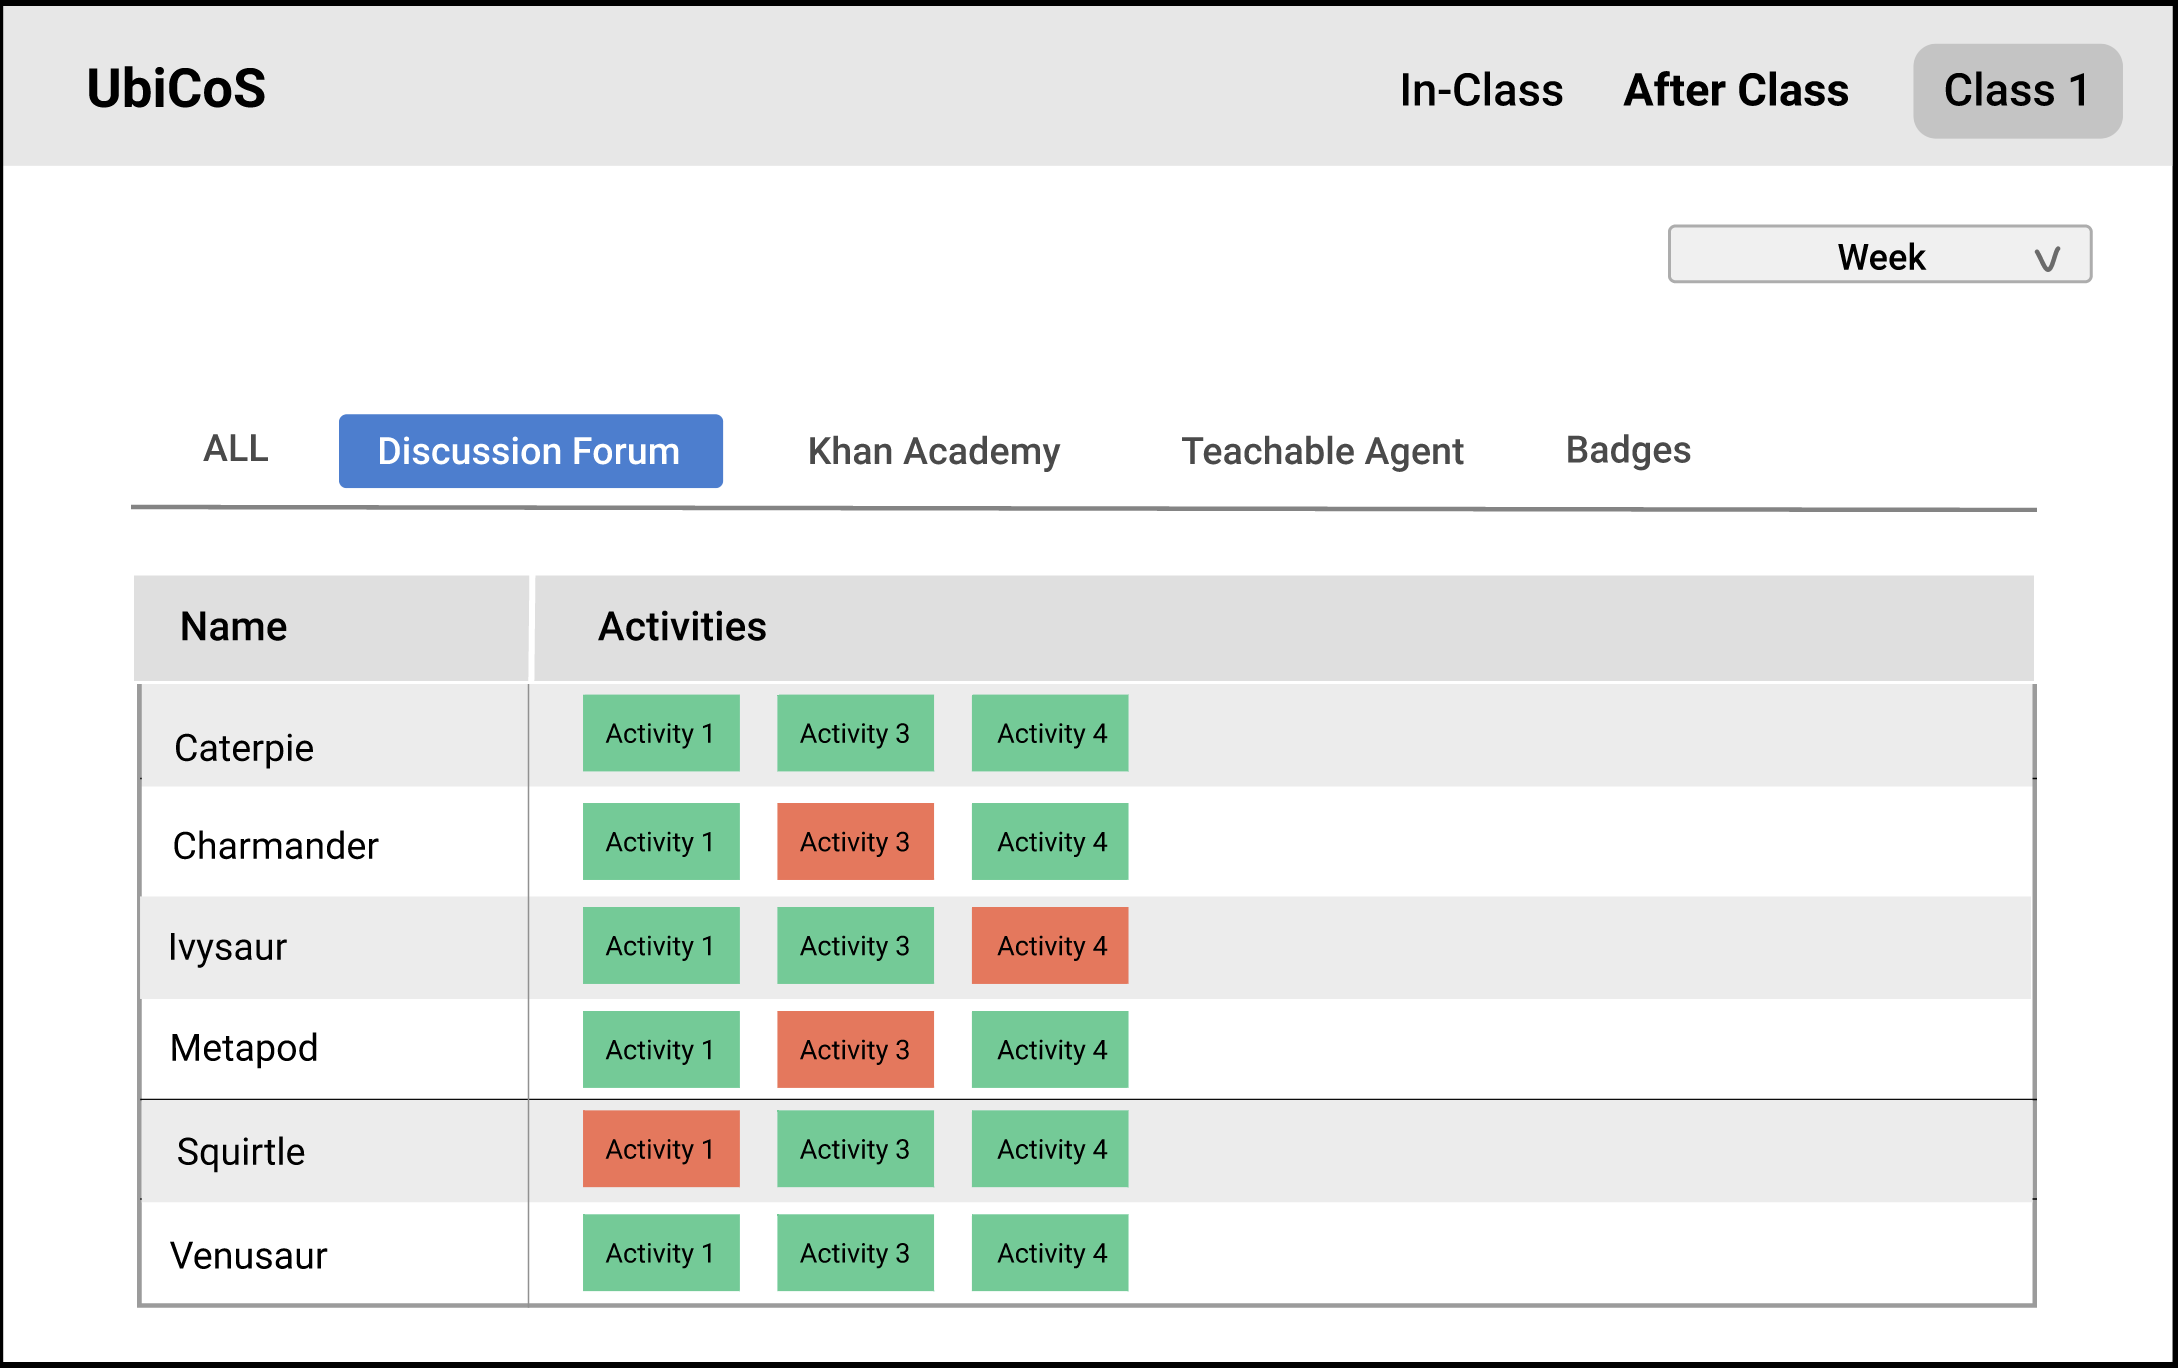 UbiCoS In-Class After Class Class 1
Week
ALL Discussion Forum Khan Academy Teachable Agent Badges
Name Activities
Caterpie Activity 1 Activity 3 Activity 4
Charmander Activity 1 Activity 3 Activity 4
Ivysaur Activity 1 Activity 3 Activity 4
Metapod Activity 1 Activity 3 Activity 4
Squirtle Activity 1 Activity 3 Activity 4
Venusaur Activity 1 Activity 3 Activity 4